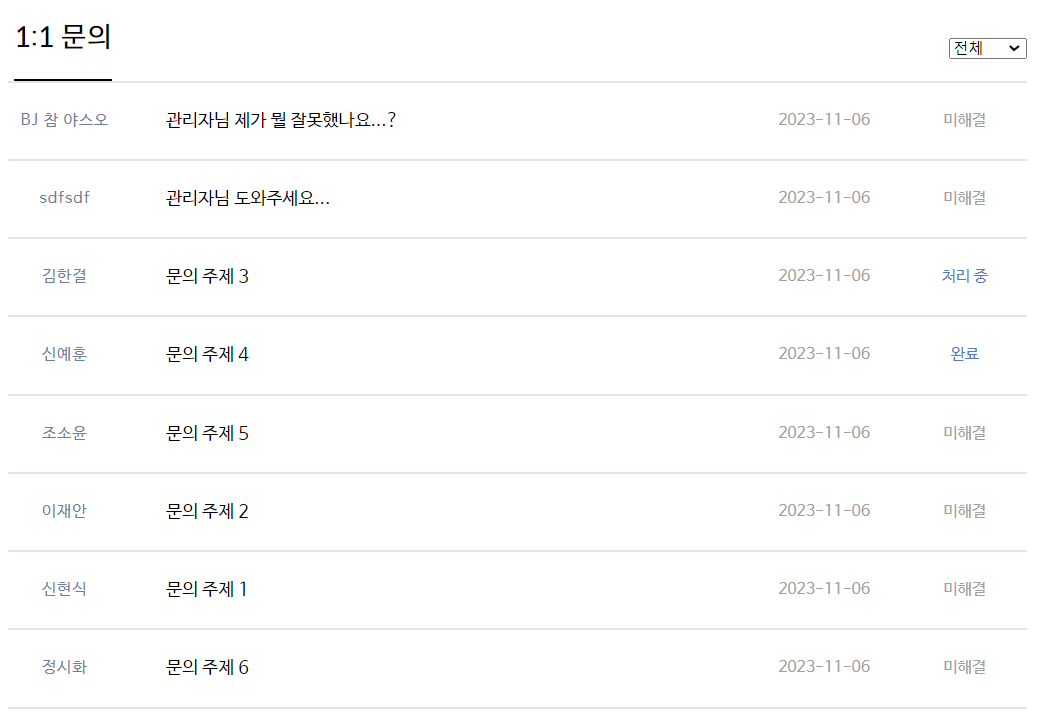 1:1 문의
전체
BJ 참 야스오 관리자님 제가 뭘 잘못했나요...? 2023-11-06 미해결
sdfsdf 관리자님 도와주세요... 2023-11-06 미해결
김한결 문의 주제 3 2023-11-06 처리 중
신예훈 문의 주제 4 2023-11-06 완료
조소윤 문의 주제 5 2023-11-06 미해결
이재안 문의 주제 2 2023-11-06 미해결
신현식 문의 주제 1 2023-11-06 미해결
정시화 문의 주제 6 2023-11-06 미해결